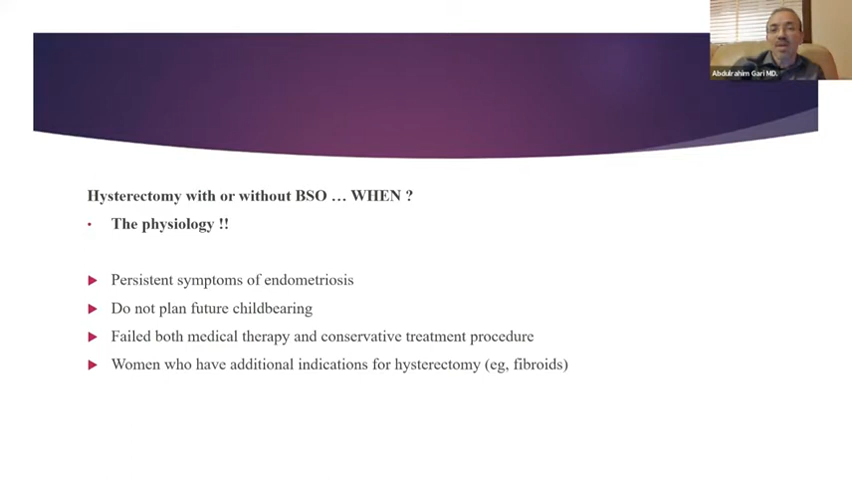 Abdulrahim Gari MD.
Hysterectomy with or without BSO … WHEN ?
• The physiology !!
Persistent symptoms of endometriosis
Do not plan future childbearing
Failed both medical therapy and conservative treatment procedure
Women who have additional indications for hysterectomy (eg, fibroids)